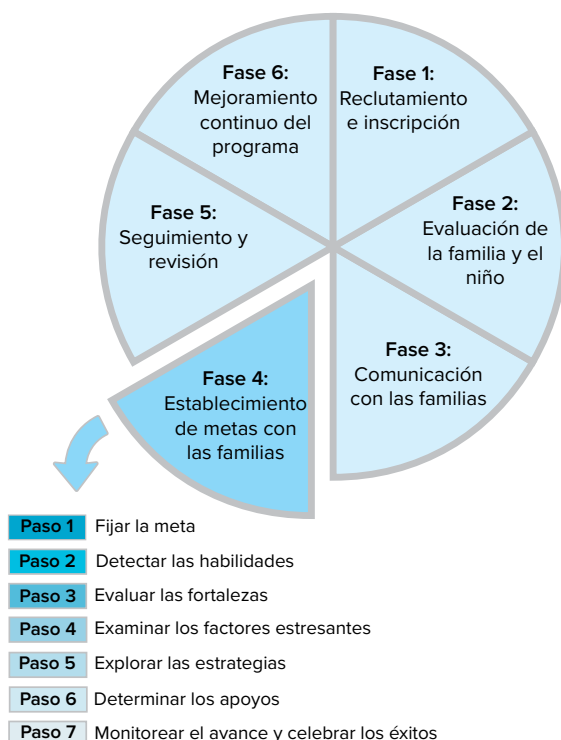 Fase 1:
Reclutamiento
e inscripción
Fase 2:
Evaluación de
la familia y el
niño
Fase 3:
Comunicación
con las familias
Fase 4:
Establecimiento
de metas con
las familias
Fase 5:
Seguimiento y
revisión
Fase 6:
Mejoramiento
continuo del
programa
Paso 1 Fijar la meta
Paso 2 Detectar las habilidades
Paso 3 Evaluar las fortalezas
Paso 4 Examinar los factores estresantes
Paso 5 Explorar las estrategias
Paso 6 Determinar los apoyos
Paso 7 Monitorear el avance y celebrar los éxitos